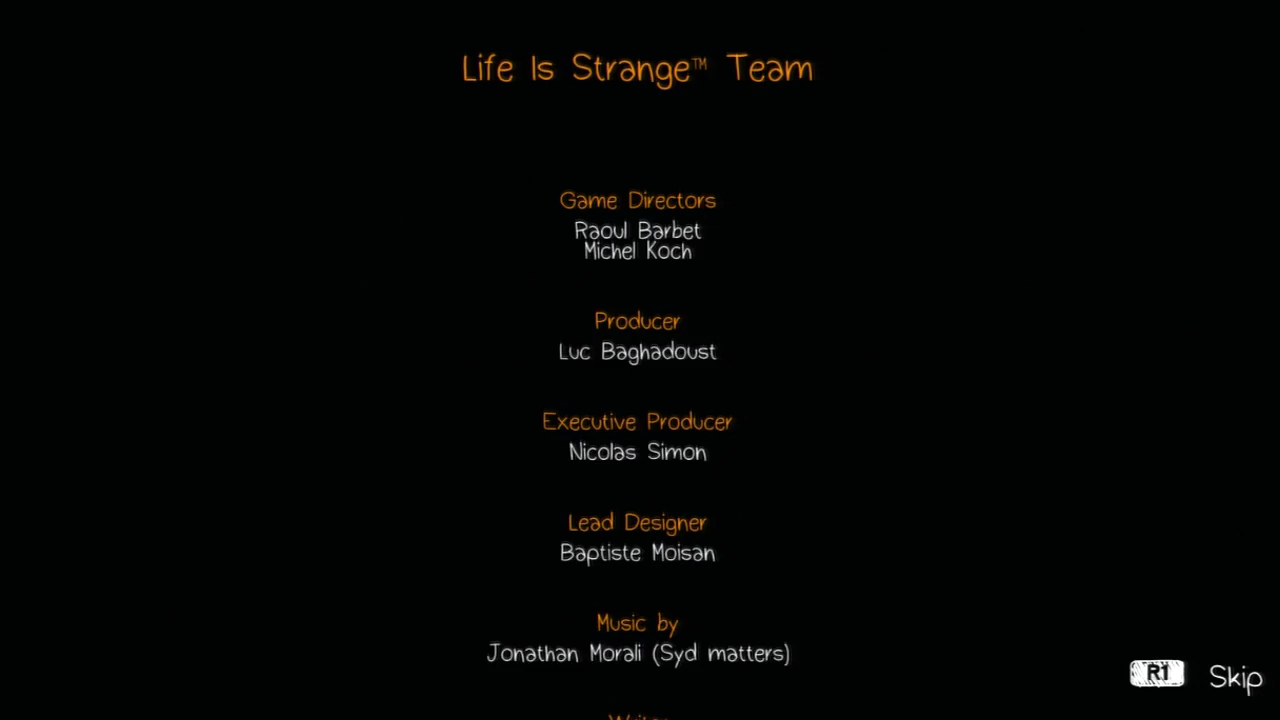 Life Is Strange™ Team
Game Directors
Raoul Barbet
Michel Koch
Producer
Luc Baghadoust
Executive Producer
Nicolas Simon
Lead Designer
Baptiste Moisan
Music by
Jonathan Morali (Syd matters)
R1 Skip